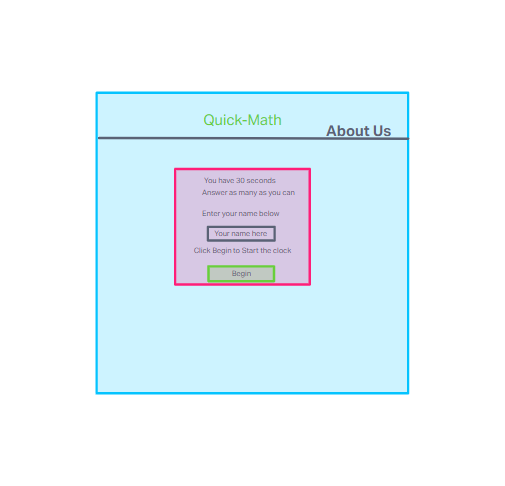 Quick-Math
About Us
You have 30 seconds
Answer as many as you can
Enter your name below
Your name here
Click Begin to Start the clock
Begin